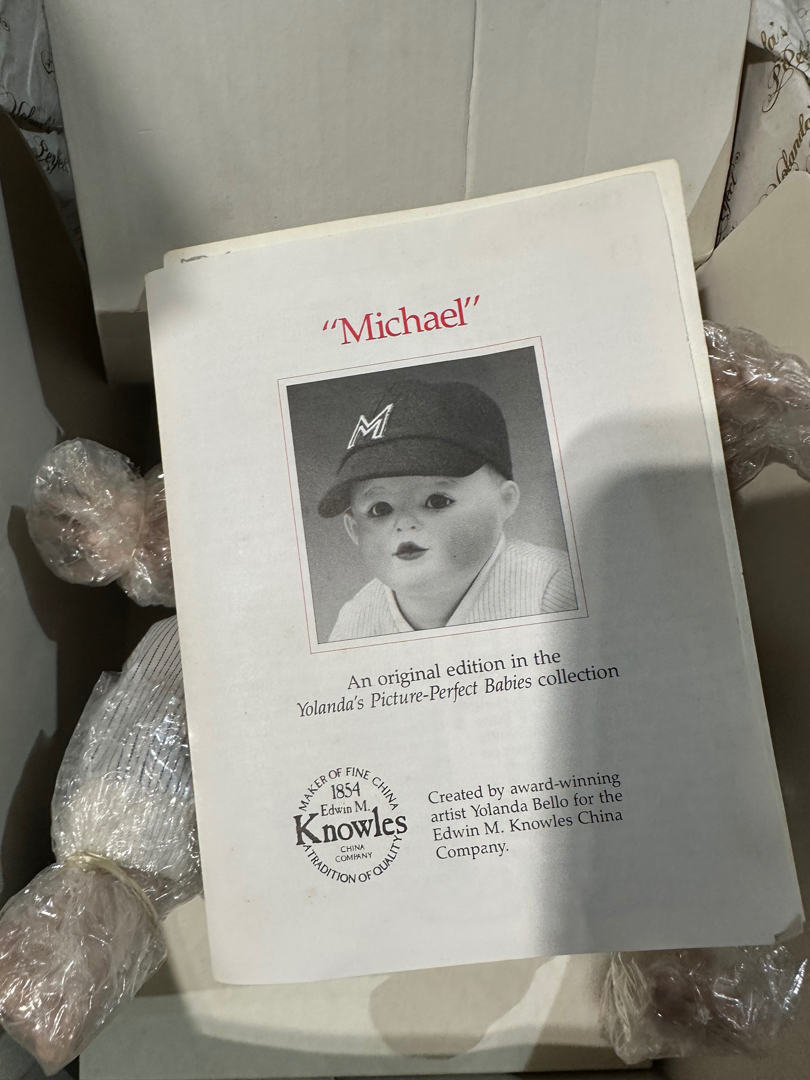 "Michael"
M
An original edition in the
Yolanda's Picture-Perfect Babies collection
MAKER OF FINE CHINA
1854
Edwin M.
Knowles
CHINA
COMPANY
A TRADITION OF QUALITY
Created by award-winning
artist Yolanda Bello for the
Edwin M. Knowles China
Company.